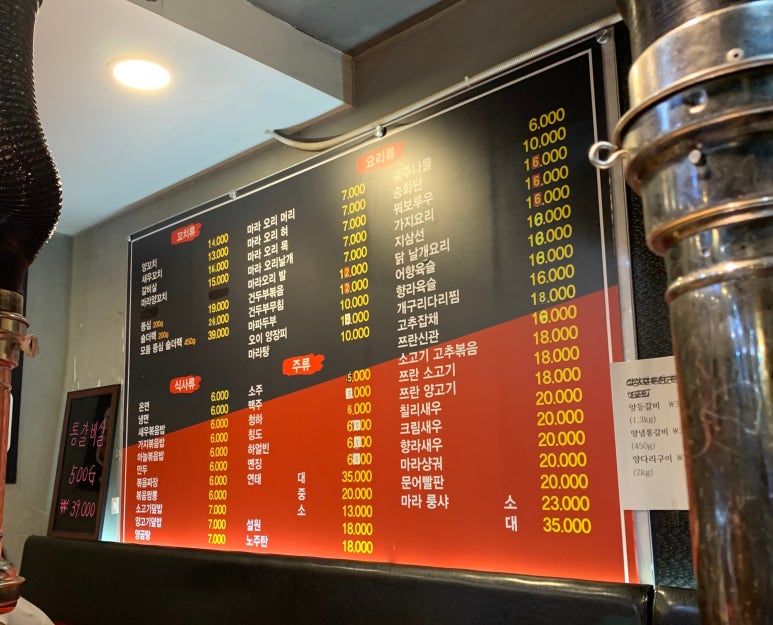 꼬치류
양꼬치 14.000
새우꼬치 13.000
갈비살 16.000
마라양꼬치 15.000
등심 200g 19.000
숄더랙 200g 26.000
모듬 등심 숄더랙 450g 39.000
식사류
온면 6.000
냉면 6.000
새우볶음밥 6.000
가지볶음밥 6.000
마늘볶음밥 6.000
만두 6.000
볶음짜장 6.000
볶음짬뽕 6.000
소고기덮밥 7.000
양고기덮밥 7.000
양곰탕 7.000
요리류
마라 오리 머리 7.000
마라 오리 혀 7.000
마라 오리 목 7.000
마라 오리날개 7.000
마라오리 발 7.000
건두부볶음 12.000
건두부무침 12.000
마파두부 10.000
오이 양장피
마라탕 10.000
숙주나물 6.000
송화단 10.000
꿔보루우 16.000
가지요리 16.000
지삼선 16.000
닭 날개요리 16.000
어향육슬 16.000
향라육슬 16.000
개구리다리찜 16.000
고추잡채 18.000
쯔란신관 16.000
소고기 고추볶음 18.000
쯔란 소고기 18.000
쯔란 양고기 18.000
칠리새우 20.000
크림새우 20.000
향라새우 20.000
마라샹궈 20.000
문어빨판 20.000
마라 룽샤 소 23.000
대 35.000
주류
소주 5.000
맥주
청하 6.000
칭도
하얼빈
옌징
연태 대 35.000
중 20.000
소 13.000
설원 18.000
노주탄 18.000
통갈비살
500G
₩ 39.000
양등갈비 ₩3
(1.3kg)
양념통갈비 ₩
(450g)
양다리구이 ₩
(2kg)